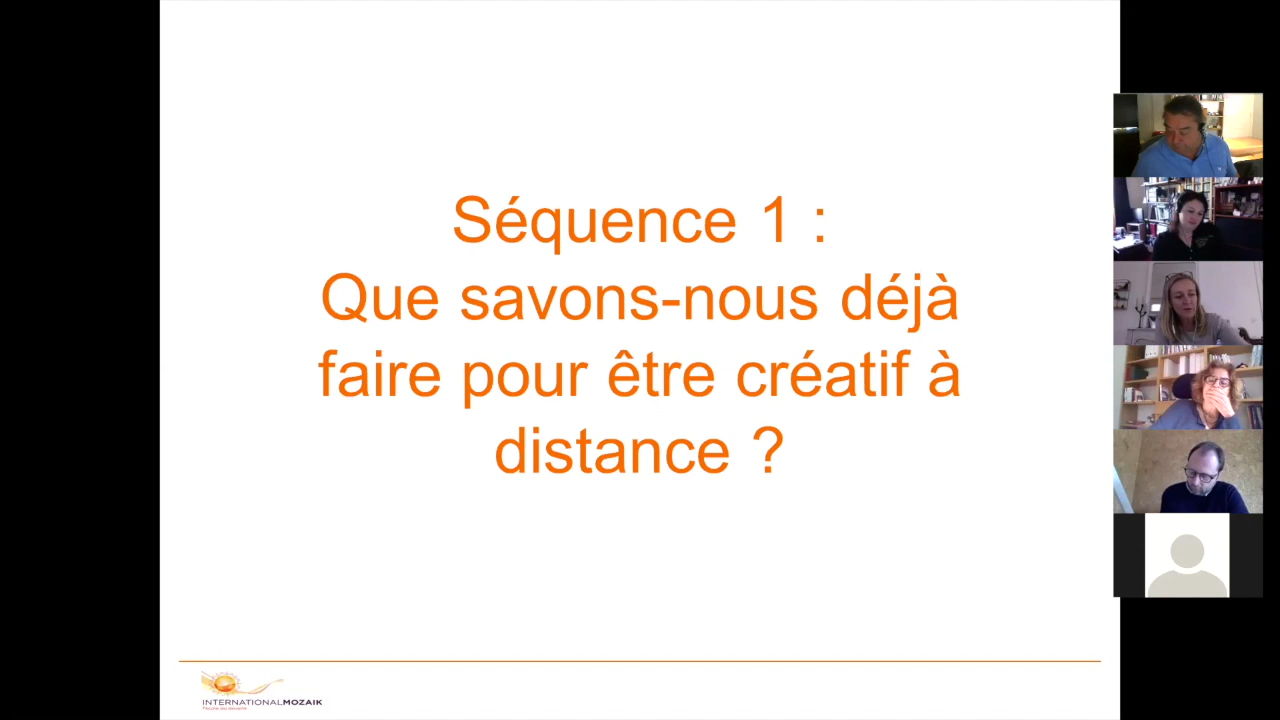 Séquence 1 :
Que savons-nous déjà
faire pour être créatif à
distance ?
INTERNATIONALMOZAIK